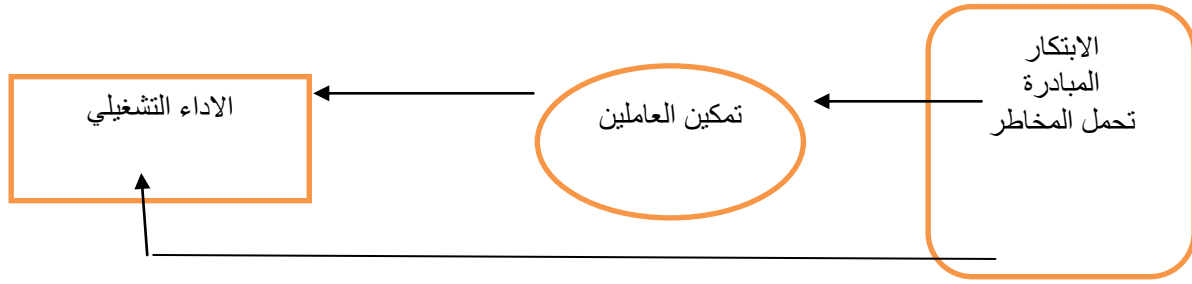 الابتكار
المبادرة
تحمل المخاطر
تمكين العاملين
الاداء التشغيلي